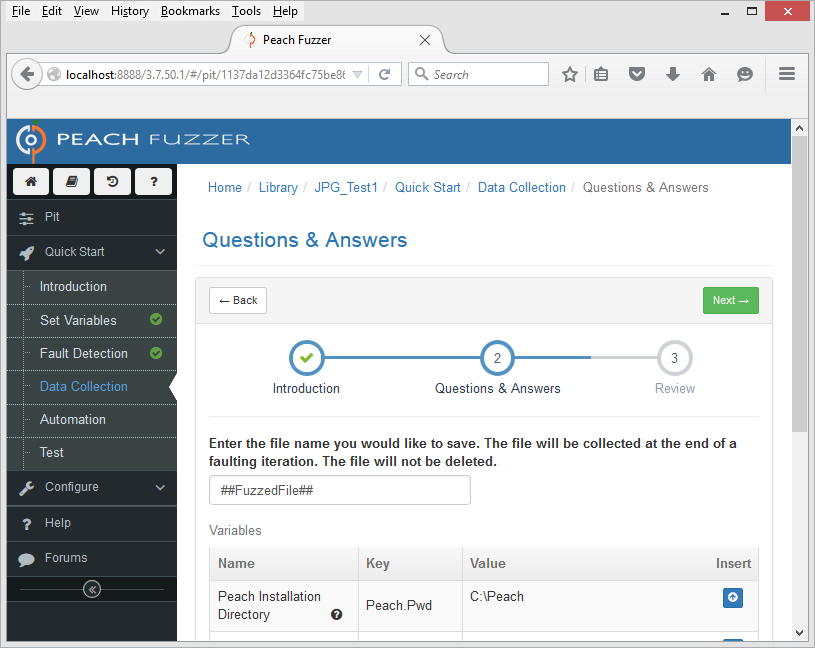 File Edit View History Bookmarks Tools Help
Peach Fuzzer
localhost:8888/3.7.50.1/#/pit/1137da12d3364fc75be86
Search
PEACH FUZZER
?
Home / Library / JPG_Test1 / Quick Start / Data Collection / Questions & Answers
Pit
Quick Start
Introduction
Set Variables
Fault Detection
Data Collection
Automation
Test
Configure
? Help
Forums
Questions & Answers
← Back
Next →
2
3
Introduction
Questions & Answers
Review
Enter the file name you would like to save. The file will be collected at the end of a
faulting iteration. The file will not be deleted.
##FuzzedFile##
Variables
Name Key Value Insert
Peach Installation
Directory ?
Peach.Pwd
C:\Peach